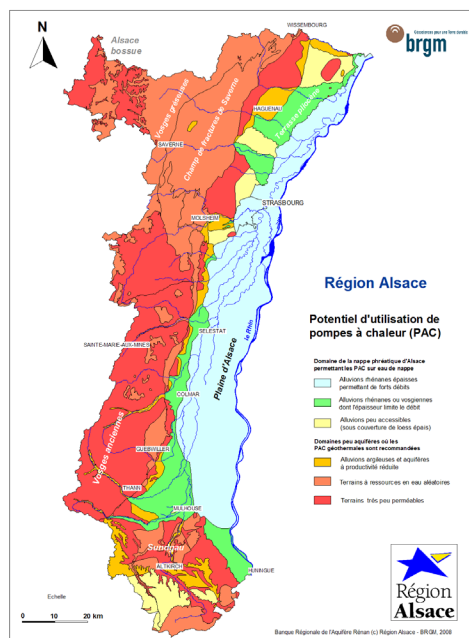 N
Alsace
bossue
WISSEMBOURG
Géosciences pour une Terre durable
brgm
Vosges gréseuses
Champ de fractures de Saverne
HAGUENAU
SAVERNE
STRASBOURG
MOLSHEIM
Région Alsace
Potentiel d'utilisation de
pompes à chaleur (PAC)
le Rhin
Plaine d'Alsace
SELESTAT
SAINTE-MARIE-AUX-MINES
COLMAR
Vosges anciennes
GUEBWILLER
THANN
MULHOUSE
Sundgau
ALTKIRCH
HUNINGUE
Domaine de la nappe phréatique d'Alsace
permettant les PAC sur eau de nappe
Alluvions rhénanes épaisses
permettant de forts débits
Alluvions rhénanes ou vosgiennes
dont l'épaisseur limite le débit
Alluvions peu accessibles
(sous couverture de loess épais)
Domaines peu aquifères où les
PAC géothermales sont recommandées
Alluvions argileuses et aquifères
à productivité réduite
Terrains à ressources en eau aléatoires
Terrains très peu perméables
Echelle
0 10 20 km
Région
Alsace
Banque Régionale de l'Aquifère Rhénan (c) Région Alsace - BRGM, 2008